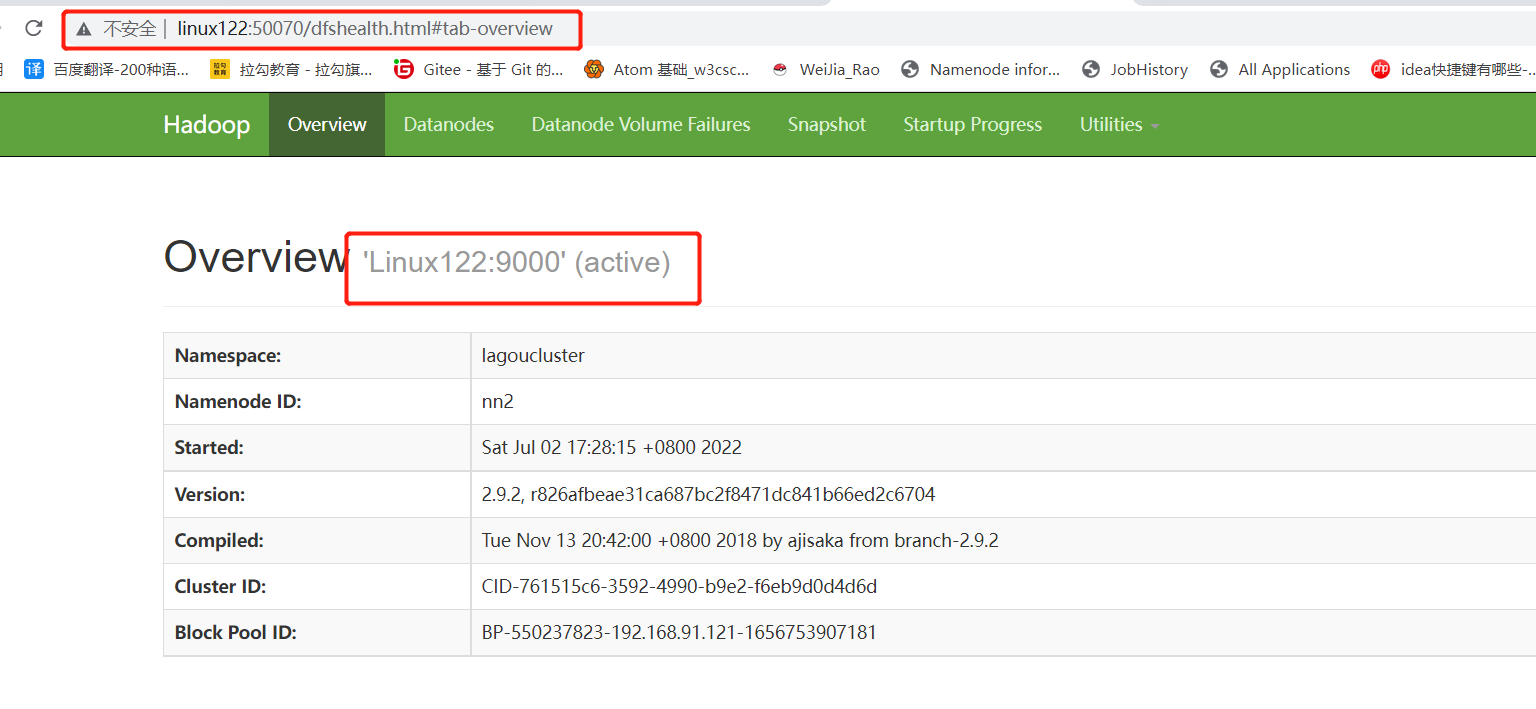 不安全 | linux122:50070/dfshealth.html#tab-overview
百度翻译-200种语... 拉勾教育 - 拉勾旗... Gitee - 基于 Git 的... Atom 基础_w3csc... WeiJia_Rao Namenode infor... JobHistory All Applications idea快捷键有哪些-...
Hadoop Overview Datanodes Datanode Volume Failures Snapshot Startup Progress Utilities
Overview 'Linux122:9000' (active)
Namespace: lagoucluster
Namenode ID: nn2
Started: Sat Jul 02 17:28:15 +0800 2022
Version: 2.9.2, r826afbeae31ca687bc2f8471dc841b66ed2c6704
Compiled: Tue Nov 13 20:42:00 +0800 2018 by ajisaka from branch-2.9.2
Cluster ID: CID-761515c6-3592-4990-b9e2-f6eb9d0d4d6d
Block Pool ID: BP-550237823-192.168.91.121-1656753907181